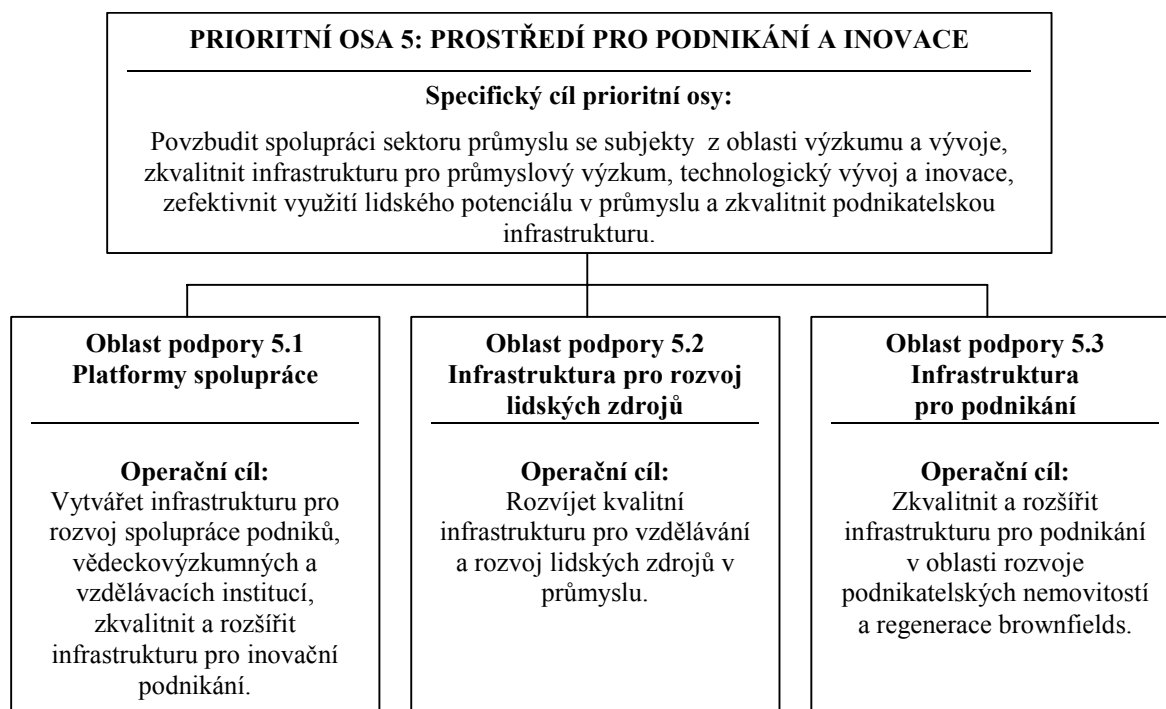 PRIORITNÍ OSA 5: PROSTŘEDÍ PRO PODNIKÁNÍ A INOVACE
Specifický cíl prioritní osy:
Povzbudit spolupráci sektoru průmyslu se subjekty z oblasti výzkumu a vývoje,
zkvalitnit infrastrukturu pro průmyslový výzkum, technologický vývoj a inovace,
zefektivnit využití lidského potenciálu v průmyslu a zkvalitnit podnikatelskou
infrastrukturu.
Oblast podpory 5.1
Platformy spolupráce
Operační cíl:
Vytvářet infrastrukturu pro
rozvoj spolupráce podniků,
vědeckovýzkumných a
vzdělávacích institucí,
zkvalitnit a rozšířit
infrastrukturu pro inovační
podnikání.
Oblast podpory 5.2
Infrastruktura pro rozvoj
lidských zdrojů
Operační cíl:
Rozvíjet kvalitní
infrastrukturu pro vzdělávání
a rozvoj lidských zdrojů v
průmyslu.
Oblast podpory 5.3
Infrastruktura
pro podnikání
Operační cíl:
Zkvalitnit a rozšířit
infrastrukturu pro podnikání
v oblasti rozvoje
podnikatelských nemovitostí
a regenerace brownfields.